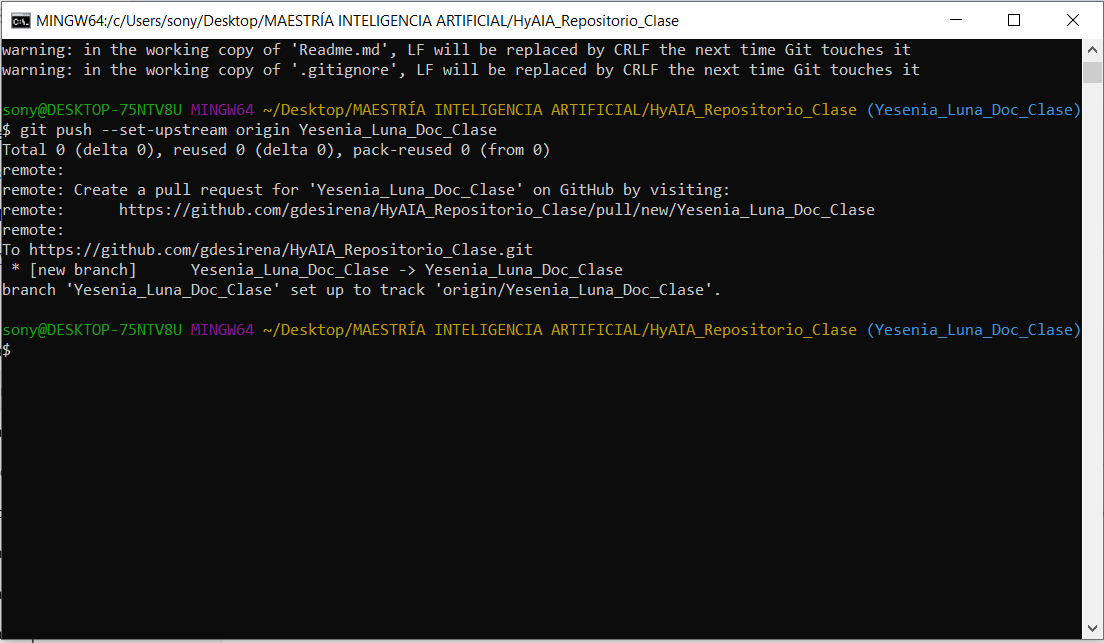 MINGW64:/c/Users/sony/Desktop/MAESTRÍA INTELIGENCIA ARTIFICIAL/HyAIA_Repositorio_Clase
warning: in the working copy of 'Readme.md', LF will be replaced by CRLF the next time Git touches it
warning: in the working copy of '.gitignore', LF will be replaced by CRLF the next time Git touches it
sony@DESKTOP-75NTV8U MINGW64 ~/Desktop/MAESTRÍA INTELIGENCIA ARTIFICIAL/HyAIA_Repositorio_Clase (Yesenia_Luna_Doc_Clase)
$ git push --set-upstream origin Yesenia_Luna_Doc_Clase
Total 0 (delta 0), reused 0 (delta 0), pack-reused 0 (from 0)
remote:
remote: Create a pull request for 'Yesenia_Luna_Doc_Clase' on GitHub by visiting:
remote:      https://github.com/gdesirena/HyAIA_Repositorio_Clase/pull/new/Yesenia_Luna_Doc_Clase
remote:
To https://github.com/gdesirena/HyAIA_Repositorio_Clase.git
 * [new branch]      Yesenia_Luna_Doc_Clase -> Yesenia_Luna_Doc_Clase
branch 'Yesenia_Luna_Doc_Clase' set up to track 'origin/Yesenia_Luna_Doc_Clase'.
sony@DESKTOP-75NTV8U MINGW64 ~/Desktop/MAESTRÍA INTELIGENCIA ARTIFICIAL/HyAIA_Repositorio_Clase (Yesenia_Luna_Doc_Clase)
$